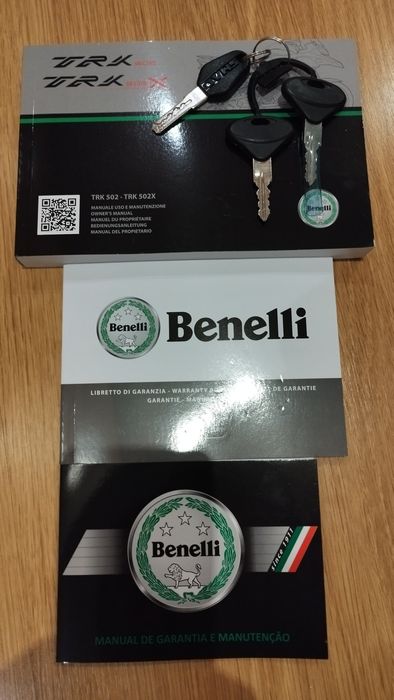 TRK
TRK X
TRK 502 - TRK 502X
MANUALE USO E MANUTENZIONE
OWNER'S MANUAL
MANUEL DU PROPRIÉTAIRE
BEDIENUNGSANLEITUNG
MANUAL DEL PROPIETARIO
Benelli
Benelli
LIBRETTO DI GARANZIA - WARRANTY DE GARANTIE
GARANTIE -
Benelli
since 1911
MANUAL DE GARANTIA E MANUTENÇÃO